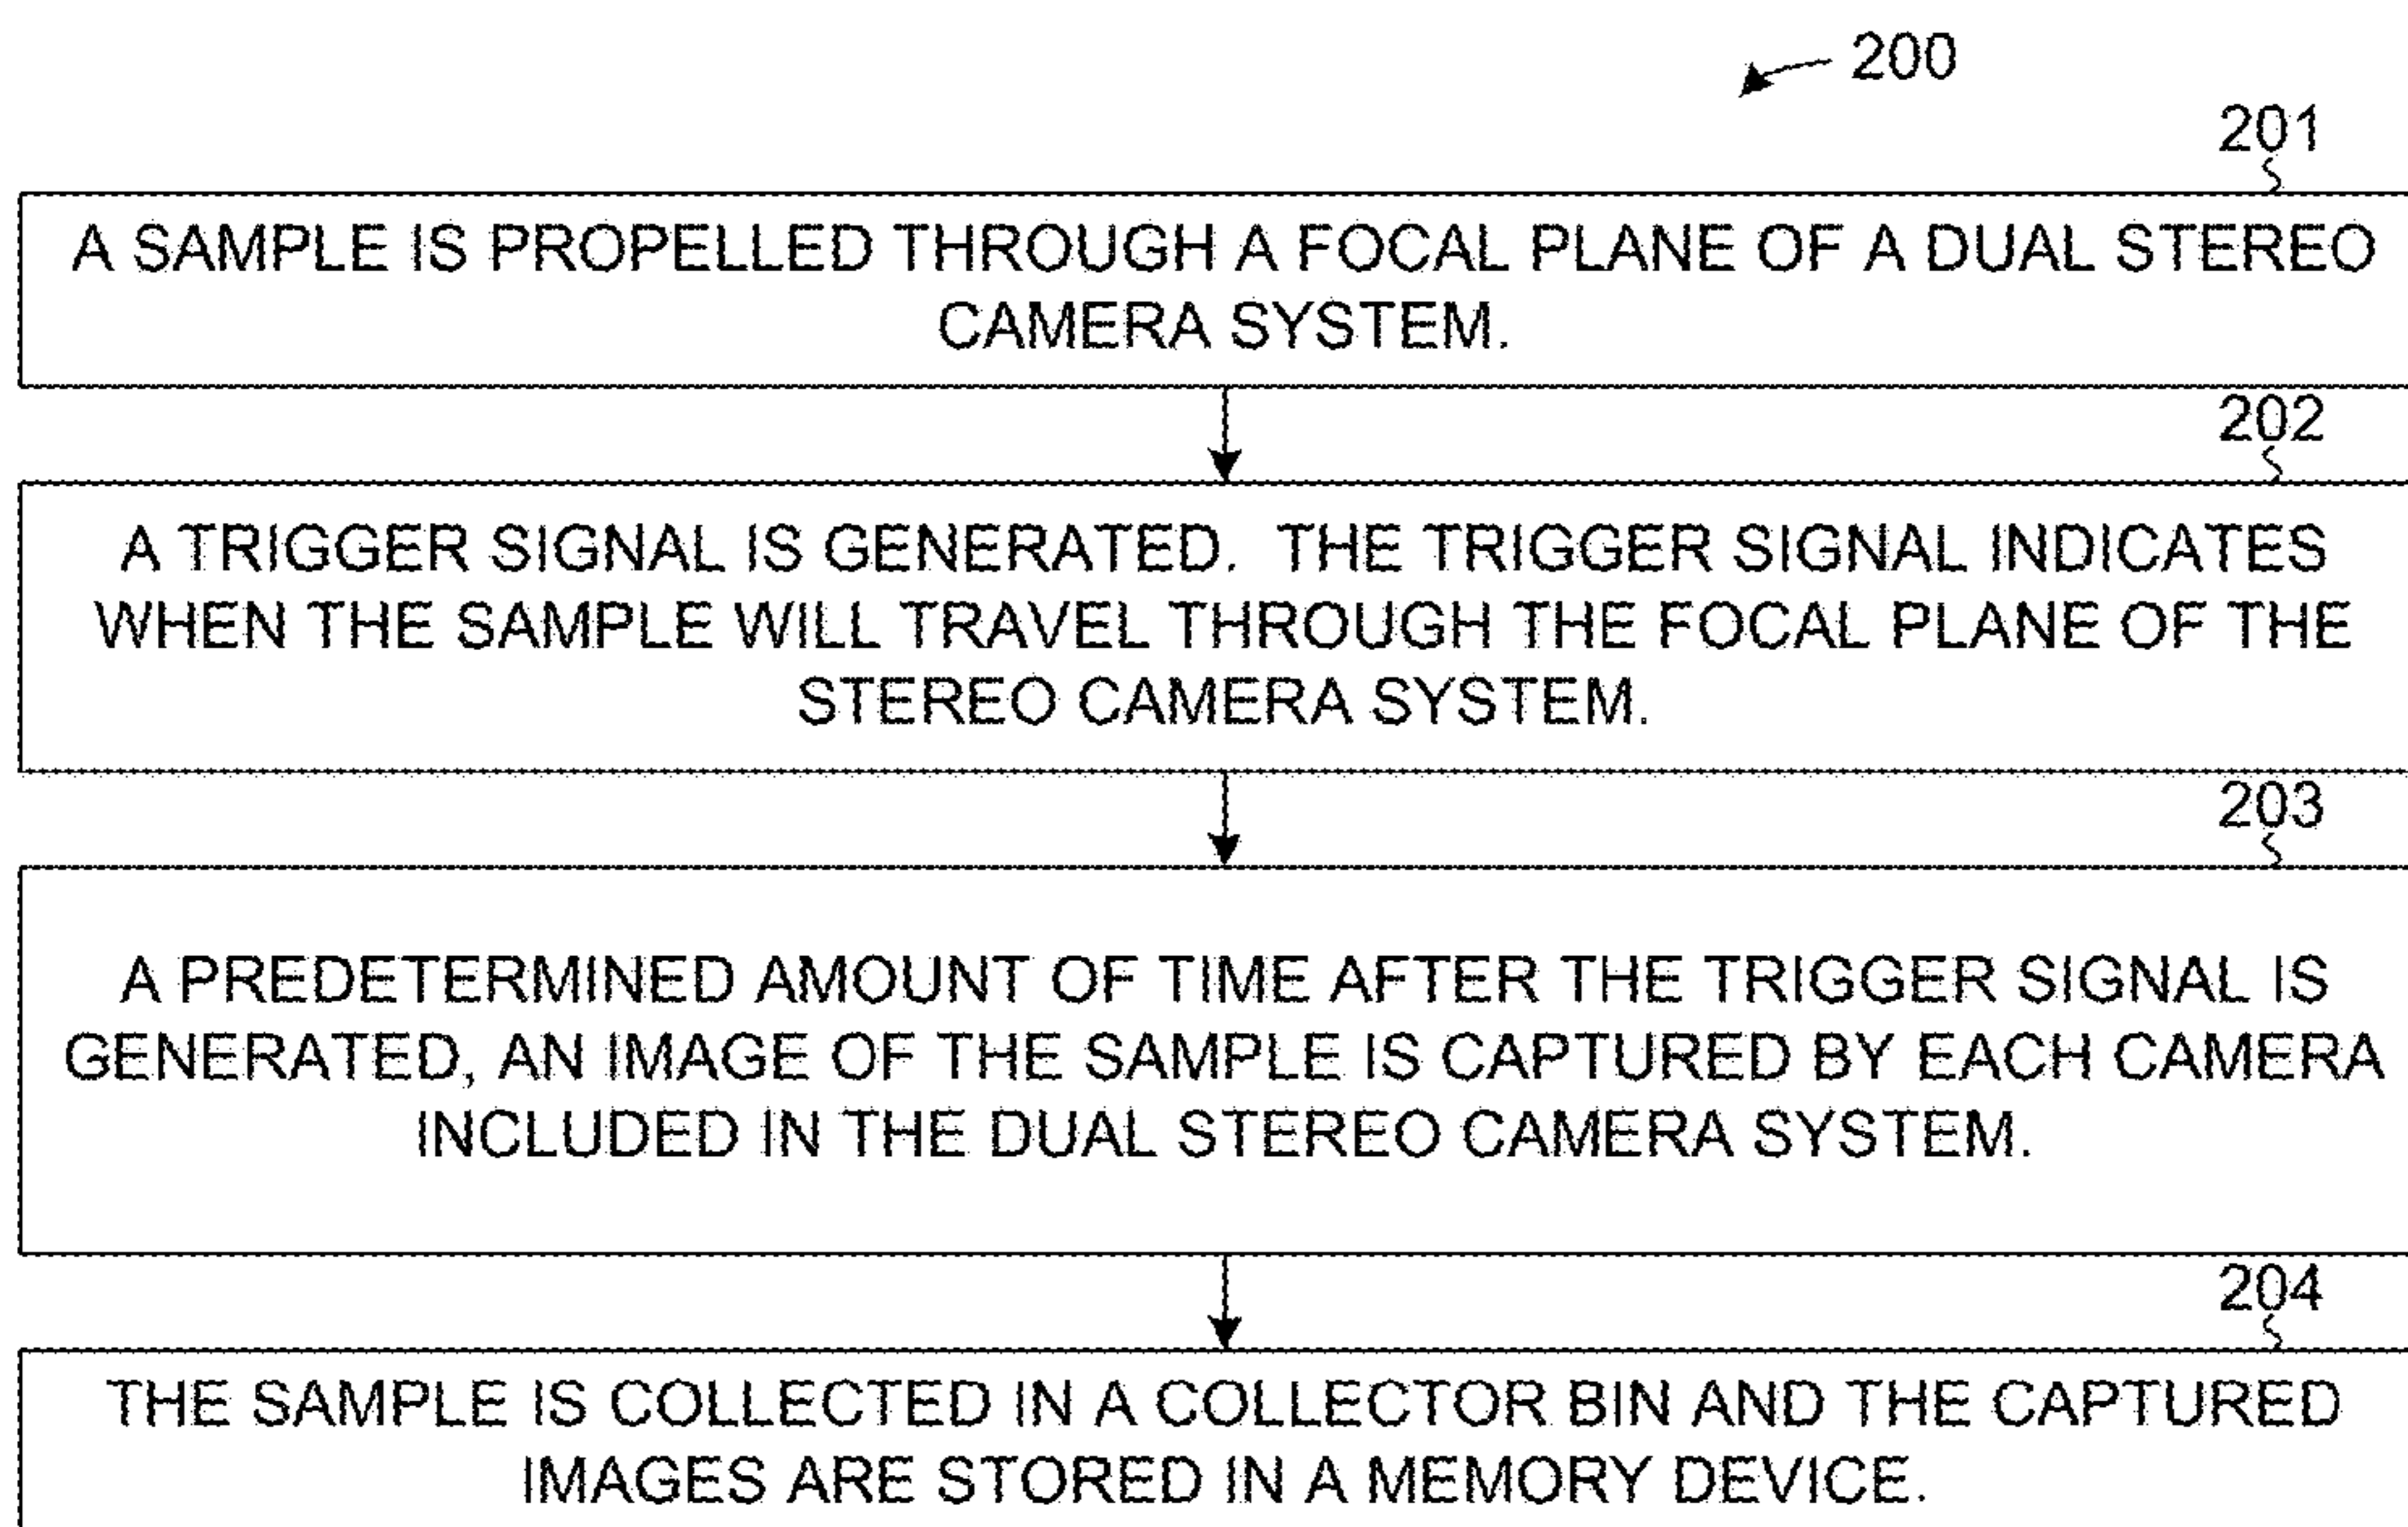 200
201
A SAMPLE IS PROPELLED THROUGH A FOCAL PLANE OF A DUAL STEREO
CAMERA SYSTEM.
202
A TRIGGER SIGNAL IS GENERATED. THE TRIGGER SIGNAL INDICATES
WHEN THE SAMPLE WILL TRAVEL THROUGH THE FOCAL PLANE OF THE
STEREO CAMERA SYSTEM.
203
A PREDETERMINED AMOUNT OF TIME AFTER THE TRIGGER SIGNAL IS
GENERATED, AN IMAGE OF THE SAMPLE IS CAPTURED BY EACH CAMERA
INCLUDED IN THE DUAL STEREO CAMERA SYSTEM.
204
THE SAMPLE IS COLLECTED IN A COLLECTOR BIN AND THE CAPTURED
IMAGES ARE STORED IN A MEMORY DEVICE.